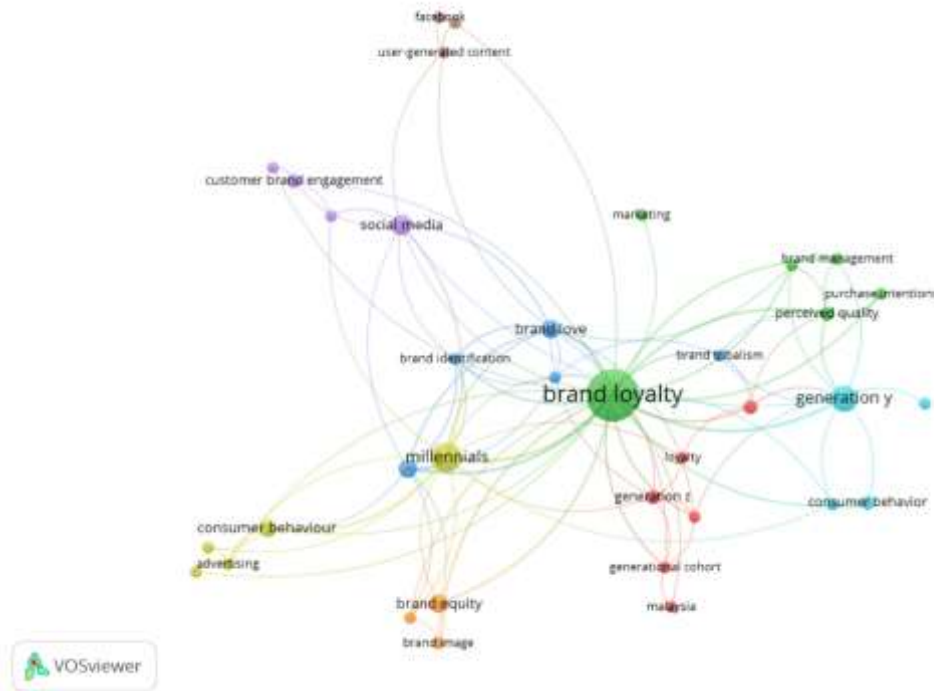 facebook
user-generated content
customer brand engagement
social media
marketing
brand management
purchase intentions
perceived quality
brand love
brand identification
brand tribalism
brand loyalty
generation y
millennials
loyalty
generation z
consumer behavior
consumer behaviour
advertising
generational cohort
brand equity
malaysia
brand image
VOSviewer